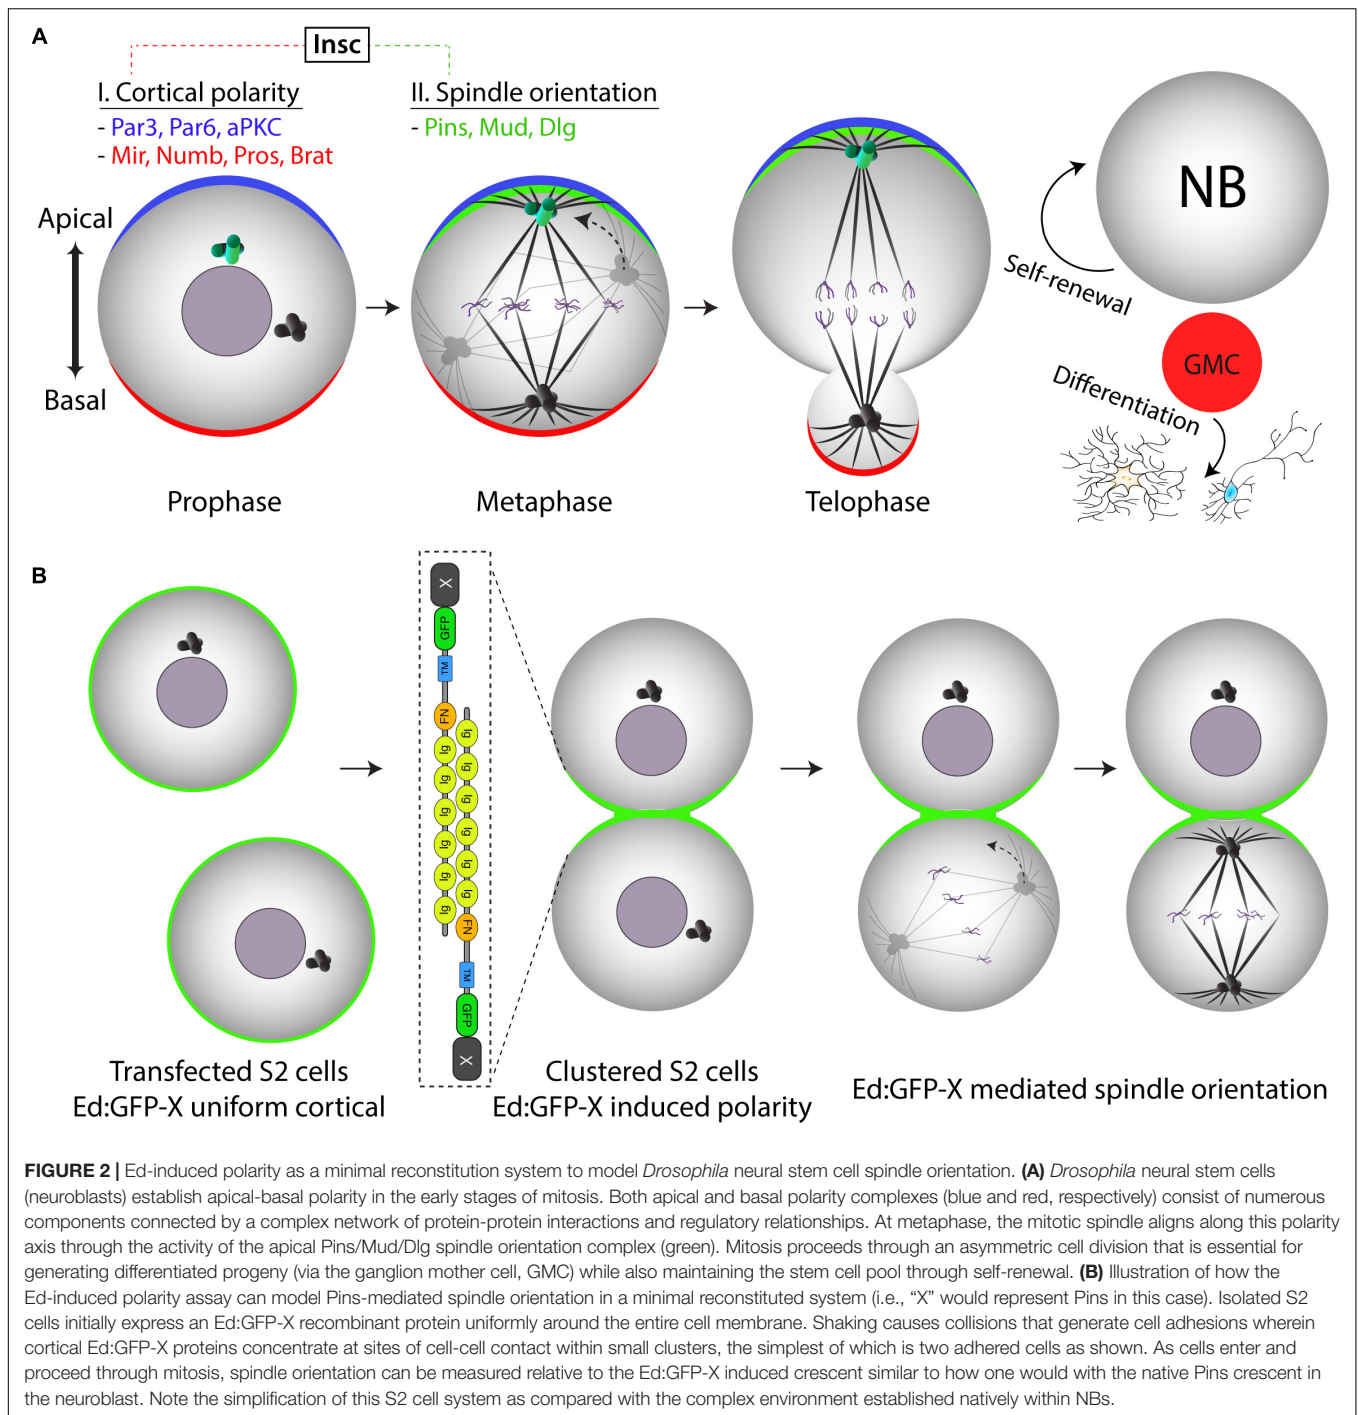 A
Insc
I. Cortical polarity
- Par3, Par6, aPKC
- Mir, Numb, Pros, Brat
II. Spindle orientation
- Pins, Mud, Dlg
Apical
Basal
Prophase
Metaphase
Telophase
NB
Self-renewal
GMC
Differentiation
B
X
GFP
TM
FN
Ig
Ig
Ig
Ig
Ig
Ig
Ig
Ig
Ig
Ig
Ig
Ig
FN
TM
GFP
X
Transfected S2 cells
Ed:GFP-X uniform cortical
Clustered S2 cells
Ed:GFP-X induced polarity
Ed:GFP-X mediated spindle orientation
FIGURE 2 | Ed-induced polarity as a minimal reconstitution system to model Drosophila neural stem cell spindle orientation. (A) Drosophila neural stem cells
(neuroblasts) establish apical-basal polarity in the early stages of mitosis. Both apical and basal polarity complexes (blue and red, respectively) consist of numerous
components connected by a complex network of protein-protein interactions and regulatory relationships. At metaphase, the mitotic spindle aligns along this polarity
axis through the activity of the apical Pins/Mud/Dlg spindle orientation complex (green). Mitosis proceeds through an asymmetric cell division that is essential for
generating differentiated progeny (via the ganglion mother cell, GMC) while also maintaining the stem cell pool through self-renewal. (B) Illustration of how the
Ed-induced polarity assay can model Pins-mediated spindle orientation in a minimal reconstituted system (i.e., “X” would represent Pins in this case). Isolated S2
cells initially express an Ed:GFP-X recombinant protein uniformly around the entire cell membrane. Shaking causes collisions that generate cell adhesions wherein
cortical Ed:GFP-X proteins concentrate at sites of cell-cell contact within small clusters, the simplest of which is two adhered cells as shown. As cells enter and
proceed through mitosis, spindle orientation can be measured relative to the Ed:GFP-X induced crescent similar to how one would with the native Pins crescent in
the neuroblast. Note the simplification of this S2 cell system as compared with the complex environment established natively within NBs.